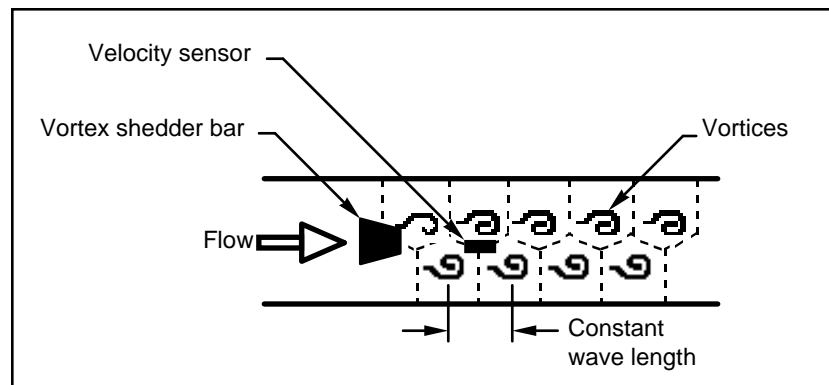 Velocity sensor
Vortex shedder bar
Vortices
Flow
Constant
wave length